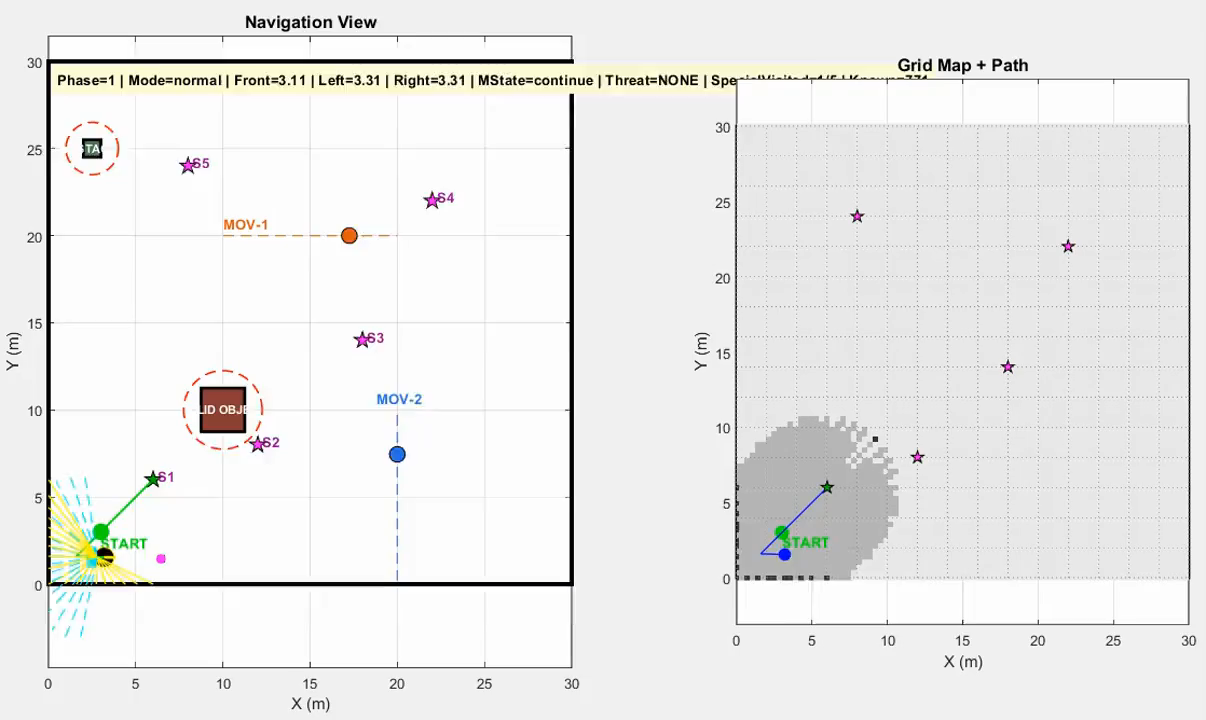 Navigation View
Phase=1 | Mode=normal | Front=3.11 | Left=3.31 | Right=3.31 | MState=continue | Threat=NONE |
Grid Map + Path
30
25
20
15
10
5
0
Y (m)
S5
S4
MOV-1
S3
MOV-2
LID OBJE
S2
S1
START
0
5
10
15
20
25
30
X (m)
30
25
20
15
10
5
0
Y (m)
START
0
5
10
15
20
25
30
X (m)